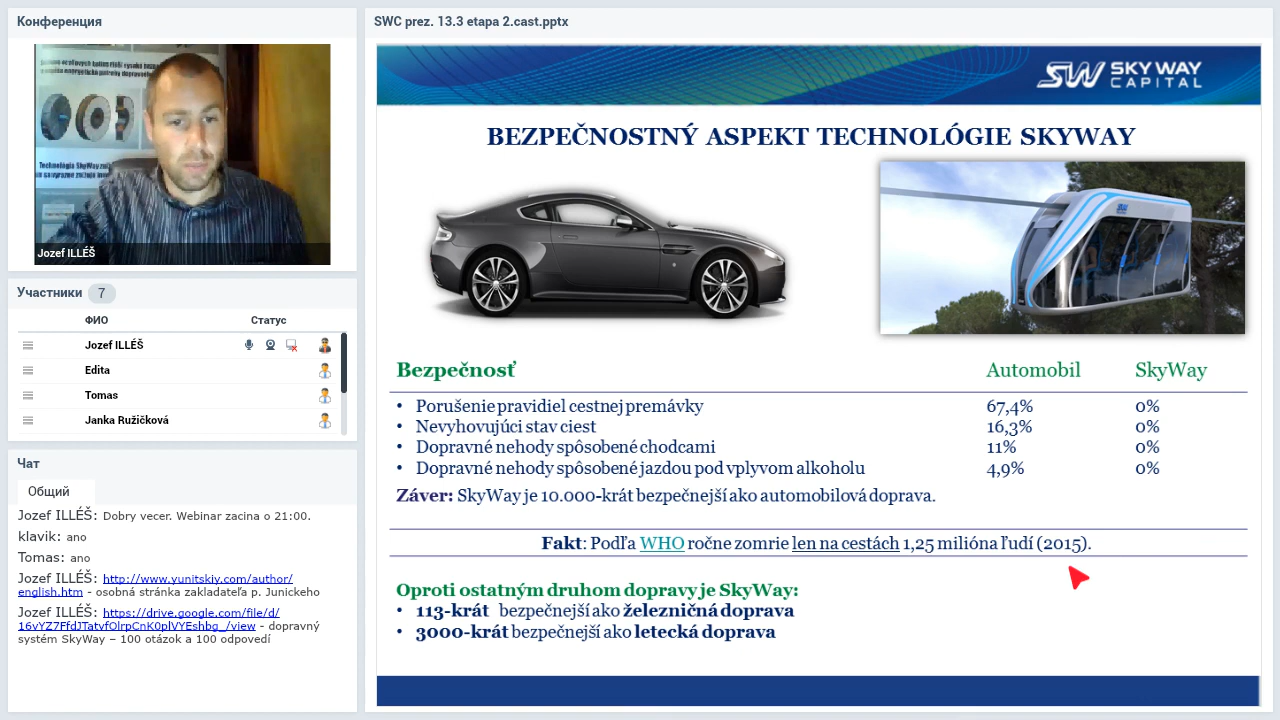 Конференция
Jozef ILLÉŠ
Участники 7
ФИО Статус
Jozef ILLÉŠ
Edita
Tomas
Janka Ružičková
Чат
Общий
Jozef ILLÉŠ: Dobry vecer. Webinar zacina o 21:00.
klavik: ano
Tomas: ano
Jozef ILLÉŠ: http://www.yunitskiy.com/author/
english.htm - osobná stránka zakladateľa p. Junickeho
Jozef ILLÉŠ: https://drive.google.com/file/d/
16vYZ7FfdJTatvfOlrpCnK0plVYEshbg_/view - dopravný
systém SkyWay – 100 otázok a 100 odpovedí
SWC prez. 13.3 etapa 2.cast.pptx
SW SKY WAY
CAPITAL
BEZPEČNOSTNÝ ASPEKT TECHNOLÓGIE SKYWAY
Bezpečnosť Automobil SkyWay
• Porušenie pravidiel cestnej premávky 67,4% 0%
• Nevyhovujúci stav ciest 16,3% 0%
• Dopravné nehody spôsobené chodcami 11% 0%
• Dopravné nehody spôsobené jazdou pod vplyvom alkoholu 4,9% 0%
Záver: SkyWay je 10.000-krát bezpečnejší ako automobilová doprava.
Fakt: Podľa WHO ročne zomrie len na cestách 1,25 milióna ľudí (2015).
Oproti ostatným druhom dopravy je SkyWay:
• 113-krát bezpečnejší ako železničná doprava
• 3000-krát bezpečnejší ako letecká doprava